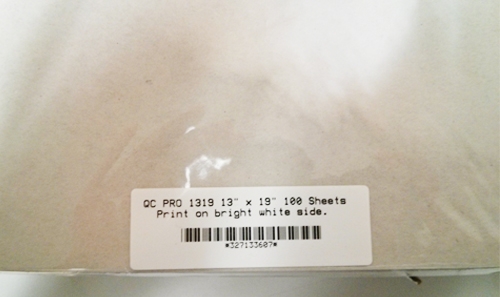 QC PRO 1319 13" x 19" 100 Sheets
Print on bright white side.
*327133607*